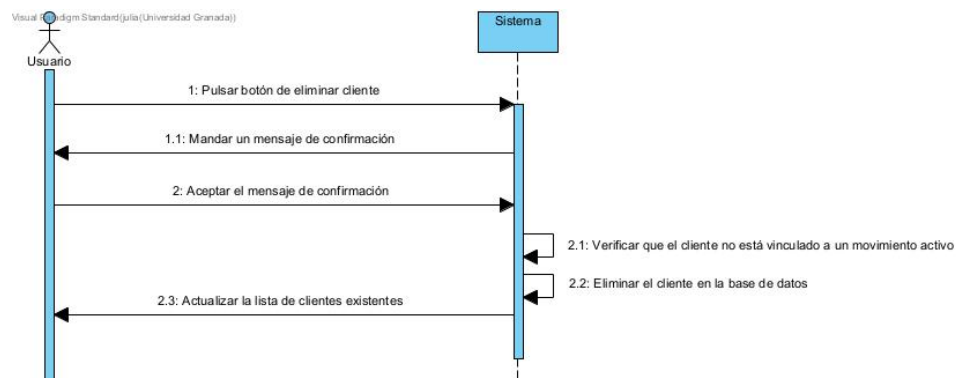 Visual Paradigm Standard(julia(Universidad Granada))
Sistema
Usuario
1: Pulsar botón de eliminar cliente
1.1: Mandar un mensaje de confirmación
2: Aceptar el mensaje de confirmación
2.1: Verificar que el cliente no está vinculado a un movimiento activo
2.2: Eliminar el cliente en la base de datos
2.3: Actualizar la lista de clientes existentes